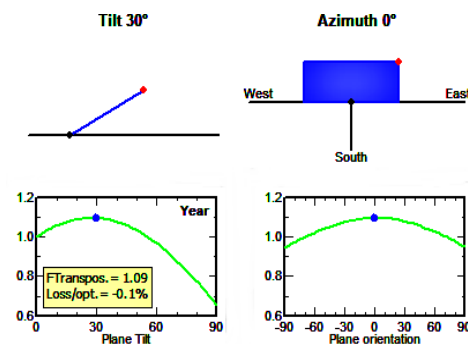 Tilt 30°
Azimuth 0°
West
East
South
1.2
1.0
0.8
0.6
Year
FTranspos. = 1.09
Loss/opt. = -0.1%
0
30
60
90
Plane Tilt
1.2
1.0
0.8
0.6
-90
-60
-30
0
30
60
90
Plane orientation